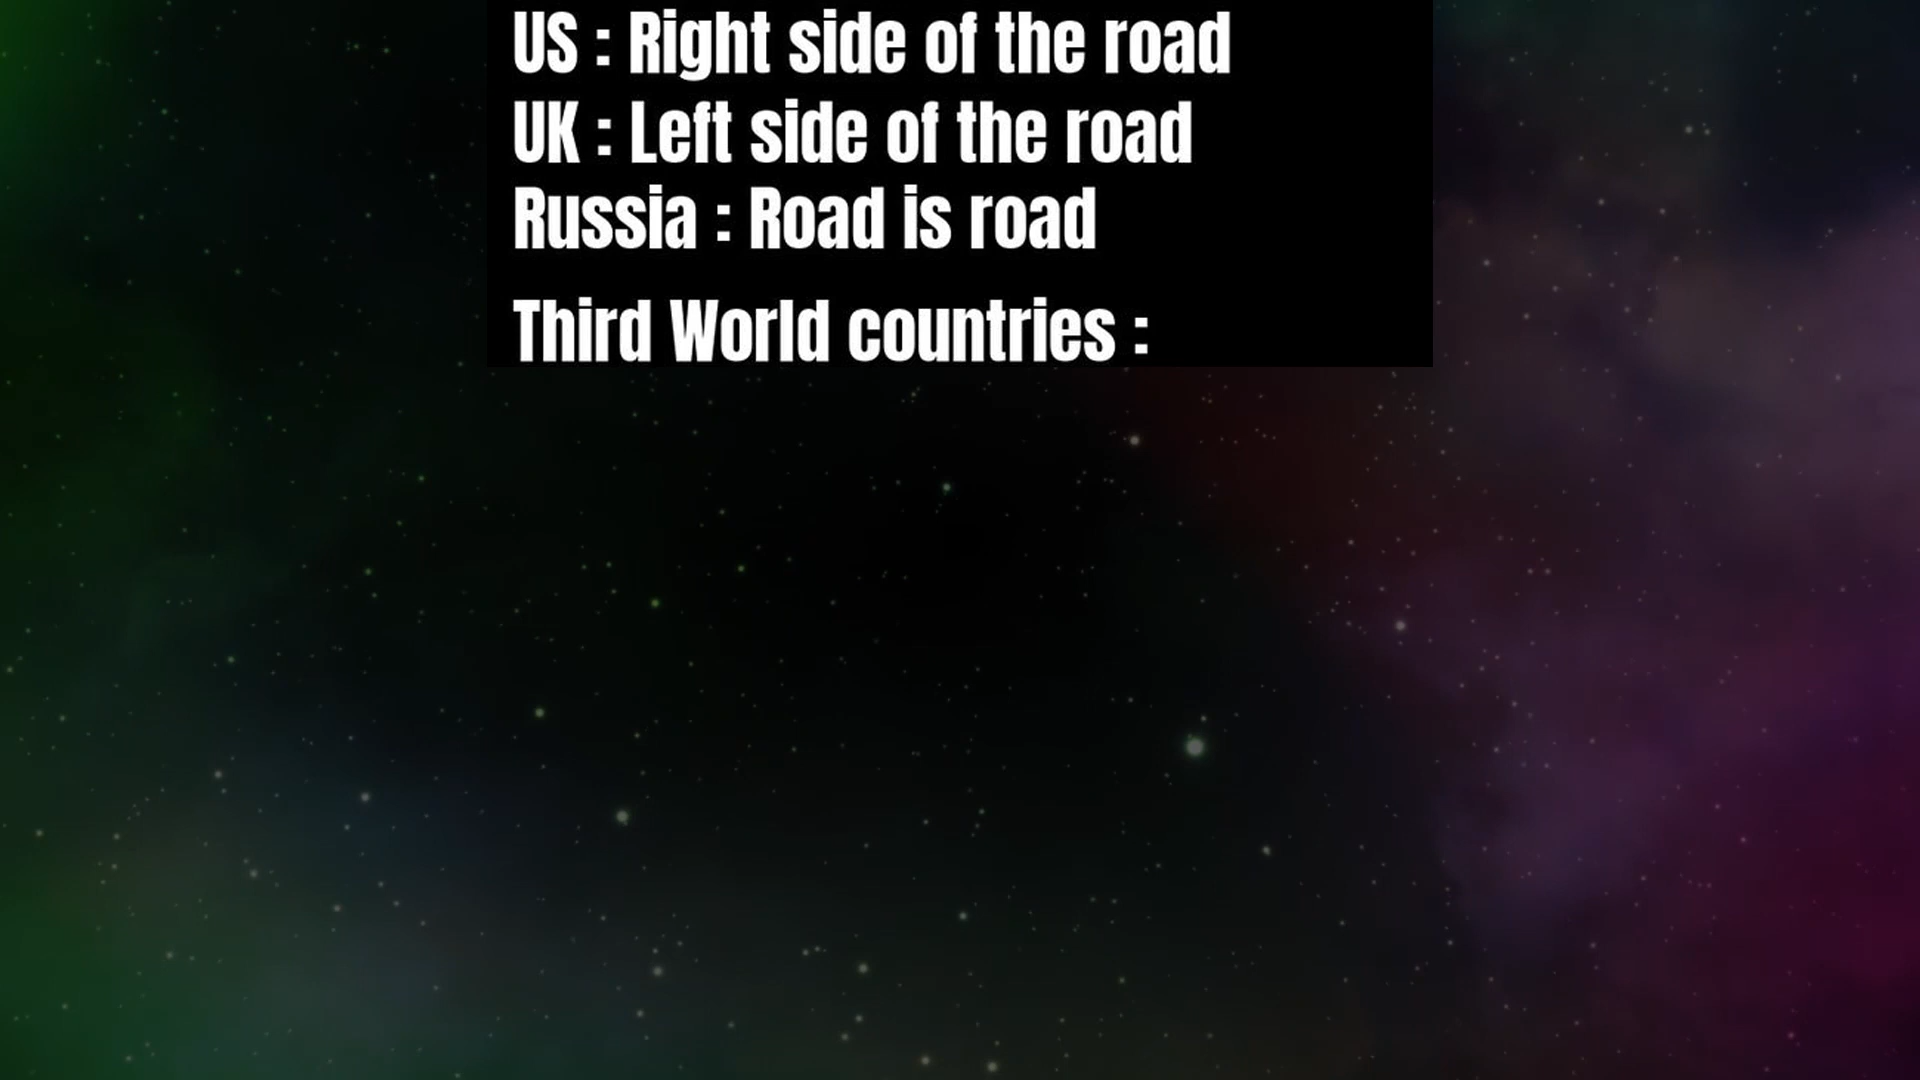 US : Right side of the road
UK : Left side of the road
Russia : Road is road
Third World countries :